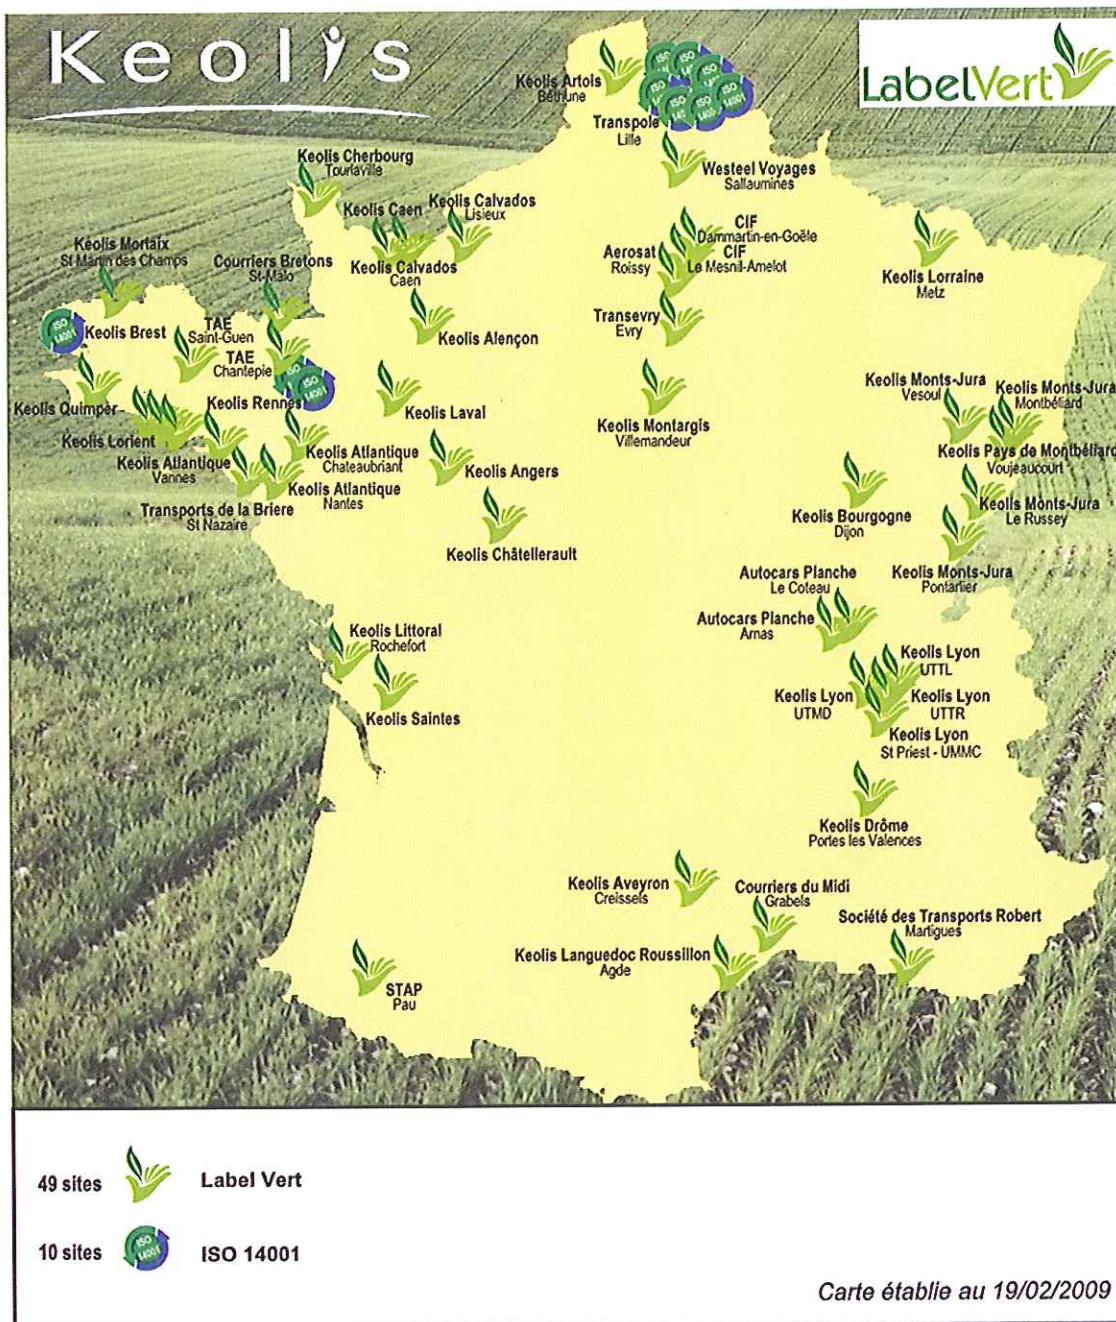 Keolis
LabelVert
Keolis Artois
Béthune
Transpole
Lille
Westeel Voyages
Sallaumines
Keolis Cherbourg
Tourlaville
Keolis Caen
Keolis Calvados
Lisieux
Keolis Calvados
Caen
CIF
Dammartin-en-Goële
CIF
Le Mesnil-Amelot
Aerosat
Roissy
Keolis Lorraine
Metz
Keolis Morlaix
St-Martin des Champs
Courriers Bretons
St-Malo
Keolis Alençon
Transevry
Evry
ISO
14001
Keolis Brest
TAE
Saint-Guen
TAE
Chantepie
ISO
14001
Keolis Rennes
Keolis Quimper
Keolis Laval
Keolis Montargis
Villemandeur
Keolis Monts-Jura
Vesoul
Keolis Monts-Jura
Montbéliard
Keolis Lorient
Keolis Atlantique
Vannes
Keolis Atlantique
Chateaubriant
Keolis Angers
Keolis Pays de Montbéliard
Voujeaucourt
Transports de la Briere
St Nazaire
Keolis Atlantique
Nantes
Keolis Bourgogne
Dijon
Keolis Monts-Jura
Le Russey
Keolis Châtellerault
Keolis Monts-Jura
Pontarlier
Autocars Planche
Le Coteau
Autocars Planche
Arnas
Keolis Littoral
Rochefort
Keolis Saintes
Keolis Lyon
UTTL
Keolis Lyon
UTMD
Keolis Lyon
UTTR
Keolis Lyon
St Priest - UMMC
Keolis Drôme
Portes les Valences
Keolis Aveyron
Creissels
Courriers du Midi
Grabels
Société des Transports Robert
Martigues
Keolis Languedoc Roussillon
Agde
STAP
Pau
49 sites
Label Vert
10 sites
ISO
14001
ISO 14001
Carte établie au 19/02/2009